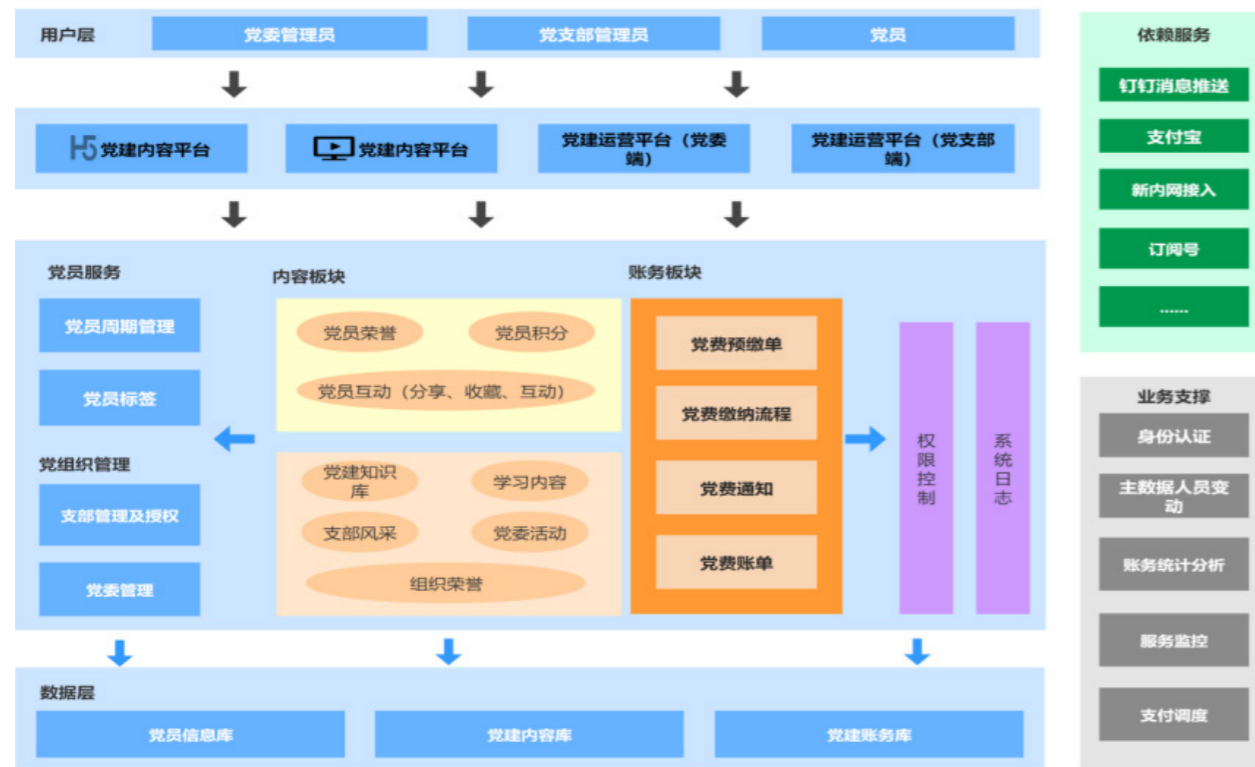 用户层
党委管理员
党支部管理员
党员
H5党建内容平台
党建内容平台
党建运营平台（党委
端）
党建运营平台（党支部
端）
党员服务
党员周期管理
党员标签
党组织管理
支部管理及授权
党委管理
内容板块
党员荣誉
党员积分
党员互动（分享、收藏、互动）
党建知识
库
学习内容
支部风采
党委活动
组织荣誉
账务板块
党费预缴单
党费缴纳流程
党费通知
党费账单
权限控制
系统日志
数据层
党员信息库
党建内容库
党建账务库
依赖服务
钉钉消息推送
支付宝
新内网接入
订阅号
......
业务支撑
身份认证
主数据人员变
动
账务统计分析
服务监控
支付调度